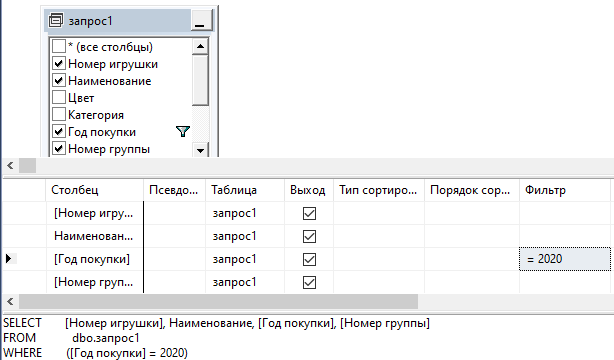 запрос1
* (все столбцы)
Номер игрушки
Наименование
Цвет
Категория
Год покупки
Номер группы
Столбец Псевдо... Таблица Выход Тип сортиро... Порядок сор... Фильтр
[Номер игру... запрос1
Наименован... запрос1
[Год покупки] запрос1 = 2020
[Номер груп... запрос1
SELECT [Номер игрушки], Наименование, [Год покупки], [Номер группы]
FROM dbo.запрос1
WHERE ([Год покупки] = 2020)